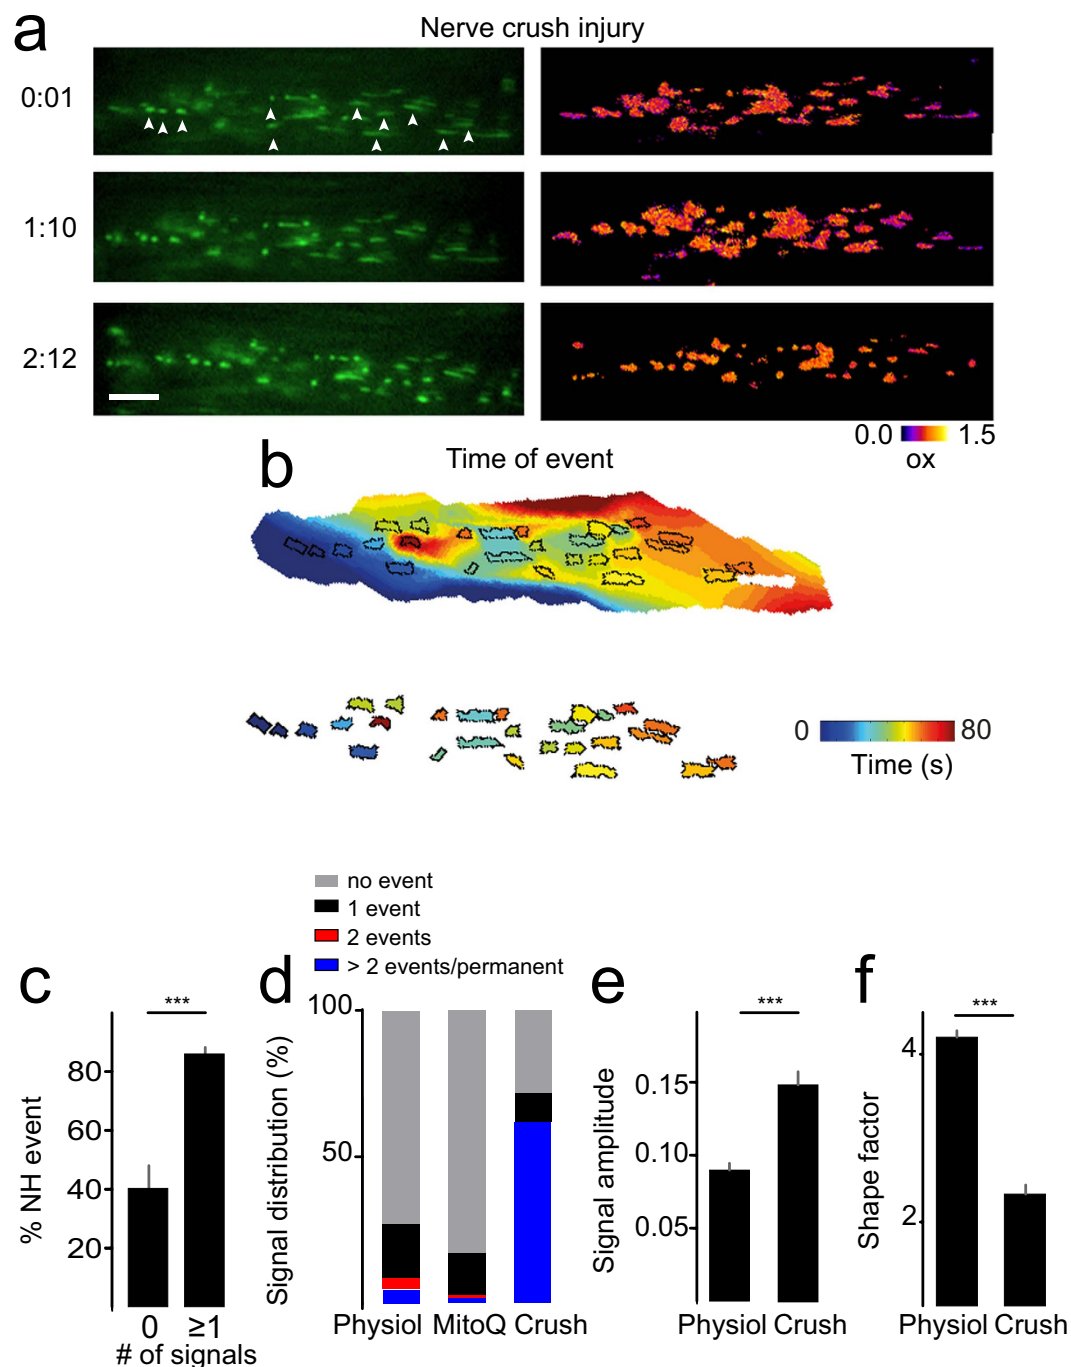 a
Nerve crush injury
0:01
1:10
2:12
0.0 1.5
ox
b
Time of event
0 80
Time (s)
no event
1 event
2 events
> 2 events/permanent
c
***
% NH event
80
60
40
20
0 ≥1
# of signals
d
Signal distribution (%)
100
50
Physiol MitoQ Crush
e
***
Signal amplitude
0.15
0.10
0.05
Physiol Crush
f
***
Shape factor
4
2
Physiol Crush